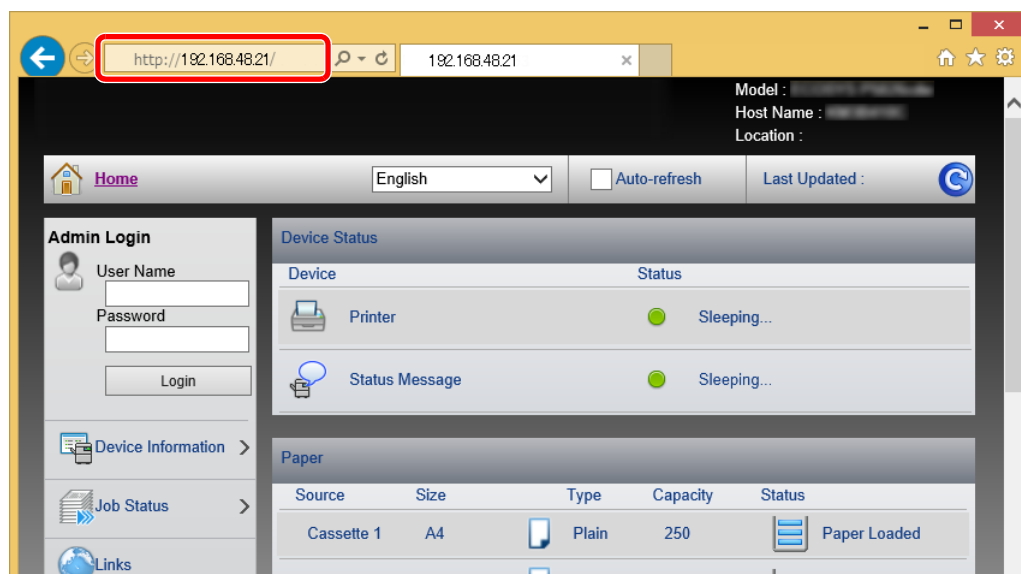 http://192.168.48.21/
192.168.48.21
Model :
Host Name :
Location :
Home
English
Auto-refresh
Last Updated :
Admin Login
User Name
Password
Login
Device Information
Job Status
Links
Device Status
Device Status
Printer Sleeping...
Status Message Sleeping...
Paper
Source Size Type Capacity Status
Cassette 1 A4 Plain 250 Paper Loaded